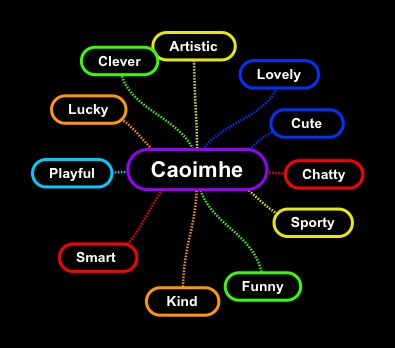 Artistic
Clever
Lovely
Lucky
Cute
Caoimhe
Playful
Chatty
Sporty
Smart
Funny
Kind